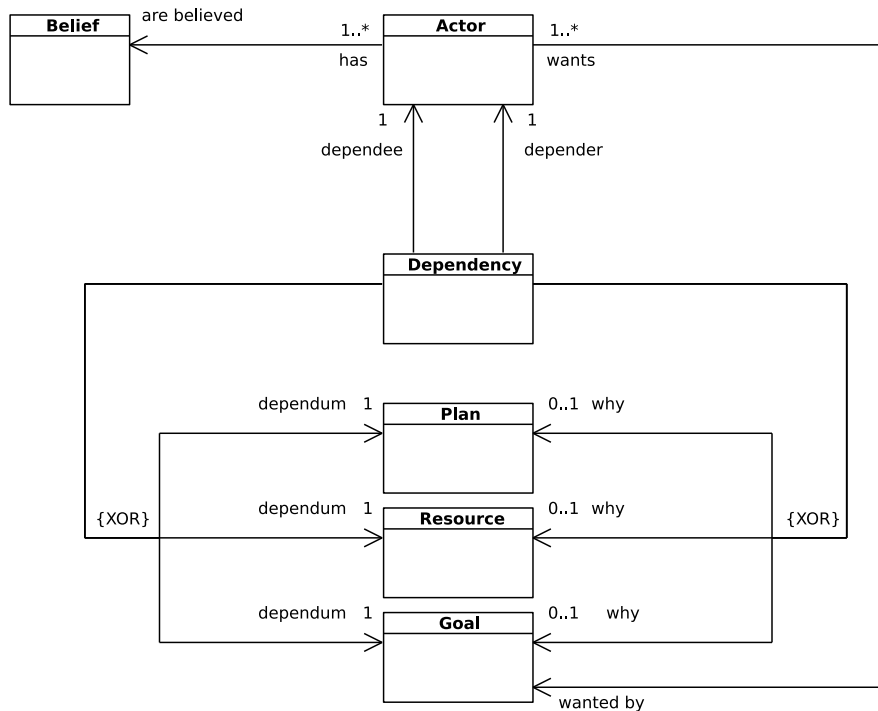 are believed
Belief
1..*
Actor
1..*
has
wants
1
1
dependee
depender
Dependency
dependum 1
0..1 why
Plan
dependum 1
0..1 why
{XOR}
Resource
{XOR}
dependum 1
0..1 why
Goal
wanted by